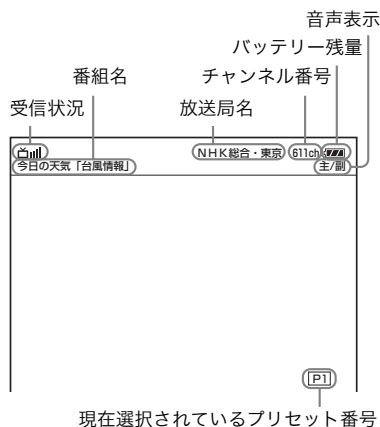 音声表示
バッテリー残量
番組名 チャンネル番号
受信状況 放送局名
NHK総合・東京 611ch
今日の天気「台風情報」 主/副
P1
現在選択されているプリセット番号